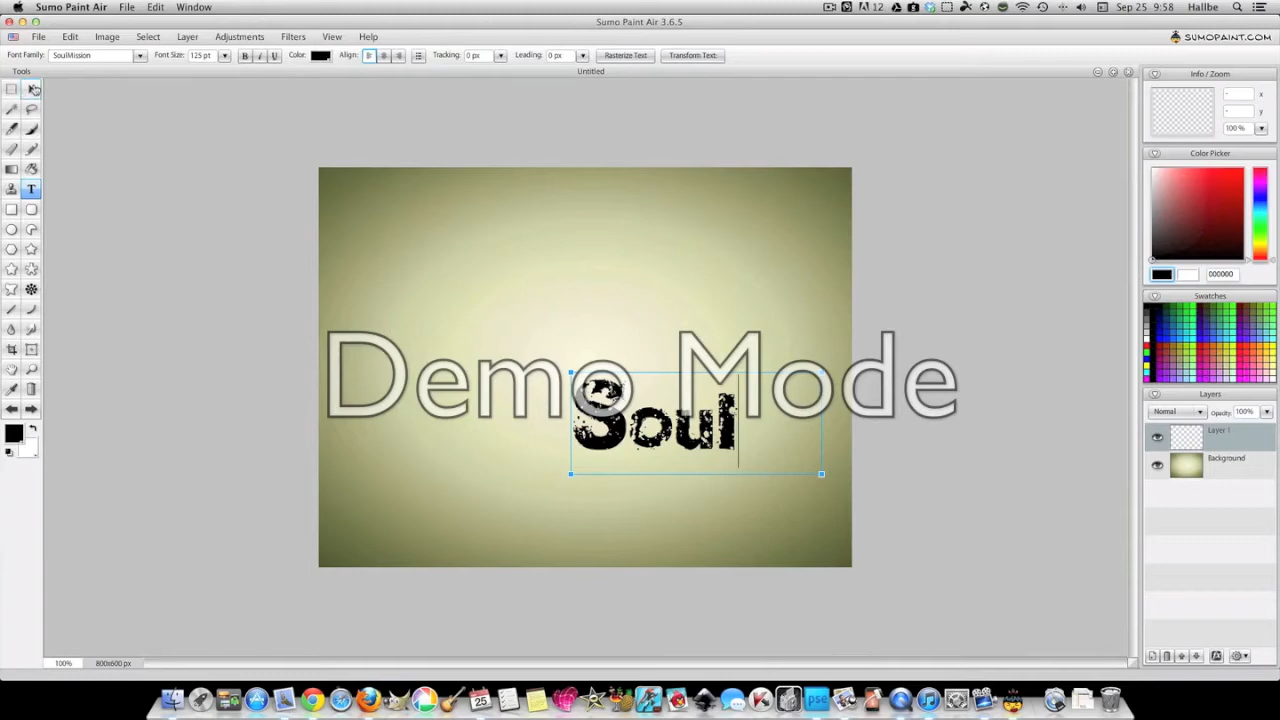 Sumo Paint Air File Edit Window 12 Sep 25 9:58 Hallbe
Sumo Paint Air 3.6.5
File Edit Image Select Layer Adjustments Filters View Help SUMOPAINT.COM
Font Family: SoulMission Font Size: 125 pt B I U Color: Align: Tracking: 0 px Leading: 0 px Rasterize Text Transform Text
Tools Untitled Info / Zoom
- x
- y
100 %
Color Picker
T
000000
Swatches
Demo Mode
Soul
Layers
Normal Opacity: 100%
Layer 1
Background
100% 800x600 px
25 pse